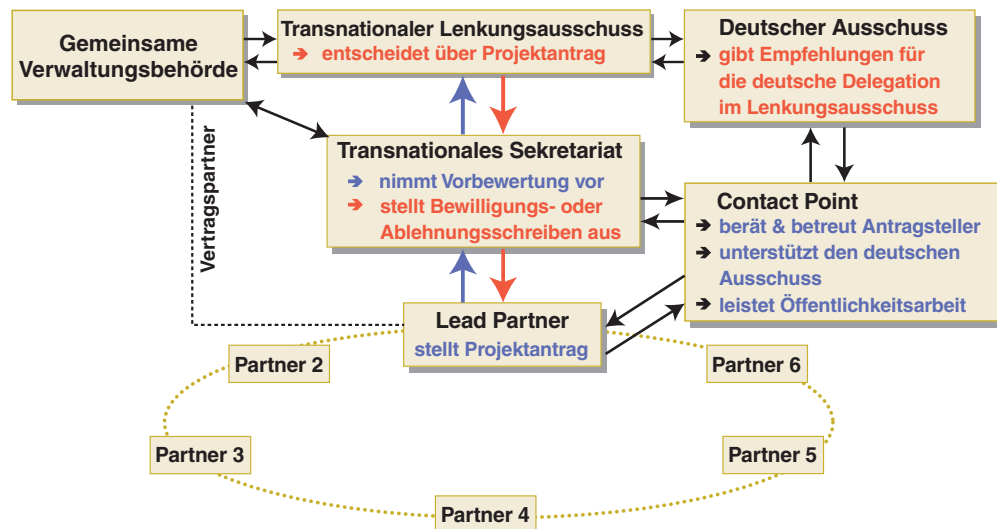 Gemeinsame
Verwaltungsbehörde
Transnationaler Lenkungsausschuss
➔ entscheidet über Projektantrag
Deutscher Ausschuss
➔ gibt Empfehlungen für
die deutsche Delegation
im Lenkungsausschuss
Vertragspartner
Transnationales Sekretariat
➔ nimmt Vorbewertung vor
➔ stellt Bewilligungs- oder
Ablehnungsschreiben aus
Contact Point
➔ berät & betreut Antragsteller
➔ unterstützt den deutschen
Ausschuss
➔ leistet Öffentlichkeitsarbeit
Lead Partner
stellt Projektantrag
Partner 2
Partner 6
Partner 3
Partner 5
Partner 4